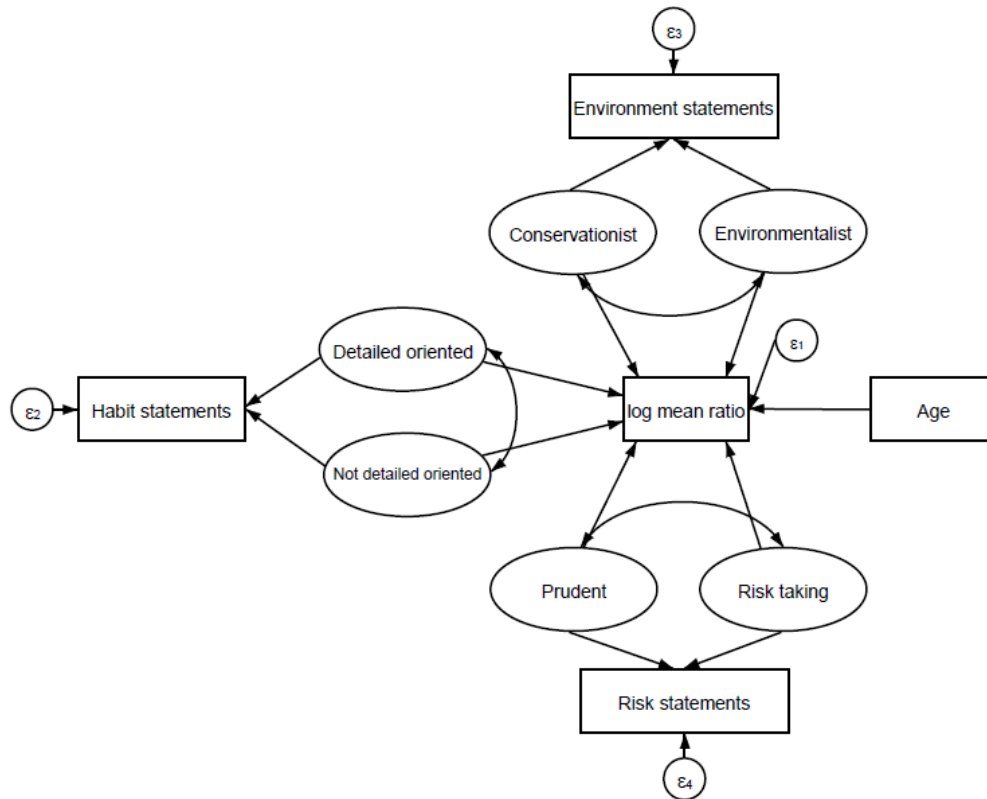 ε3
Environment statements
Conservationist
Environmentalist
ε1
Detailed oriented
ε2
Habit statements
log mean ratio
Age
Not detailed oriented
Prudent
Risk taking
Risk statements
ε4